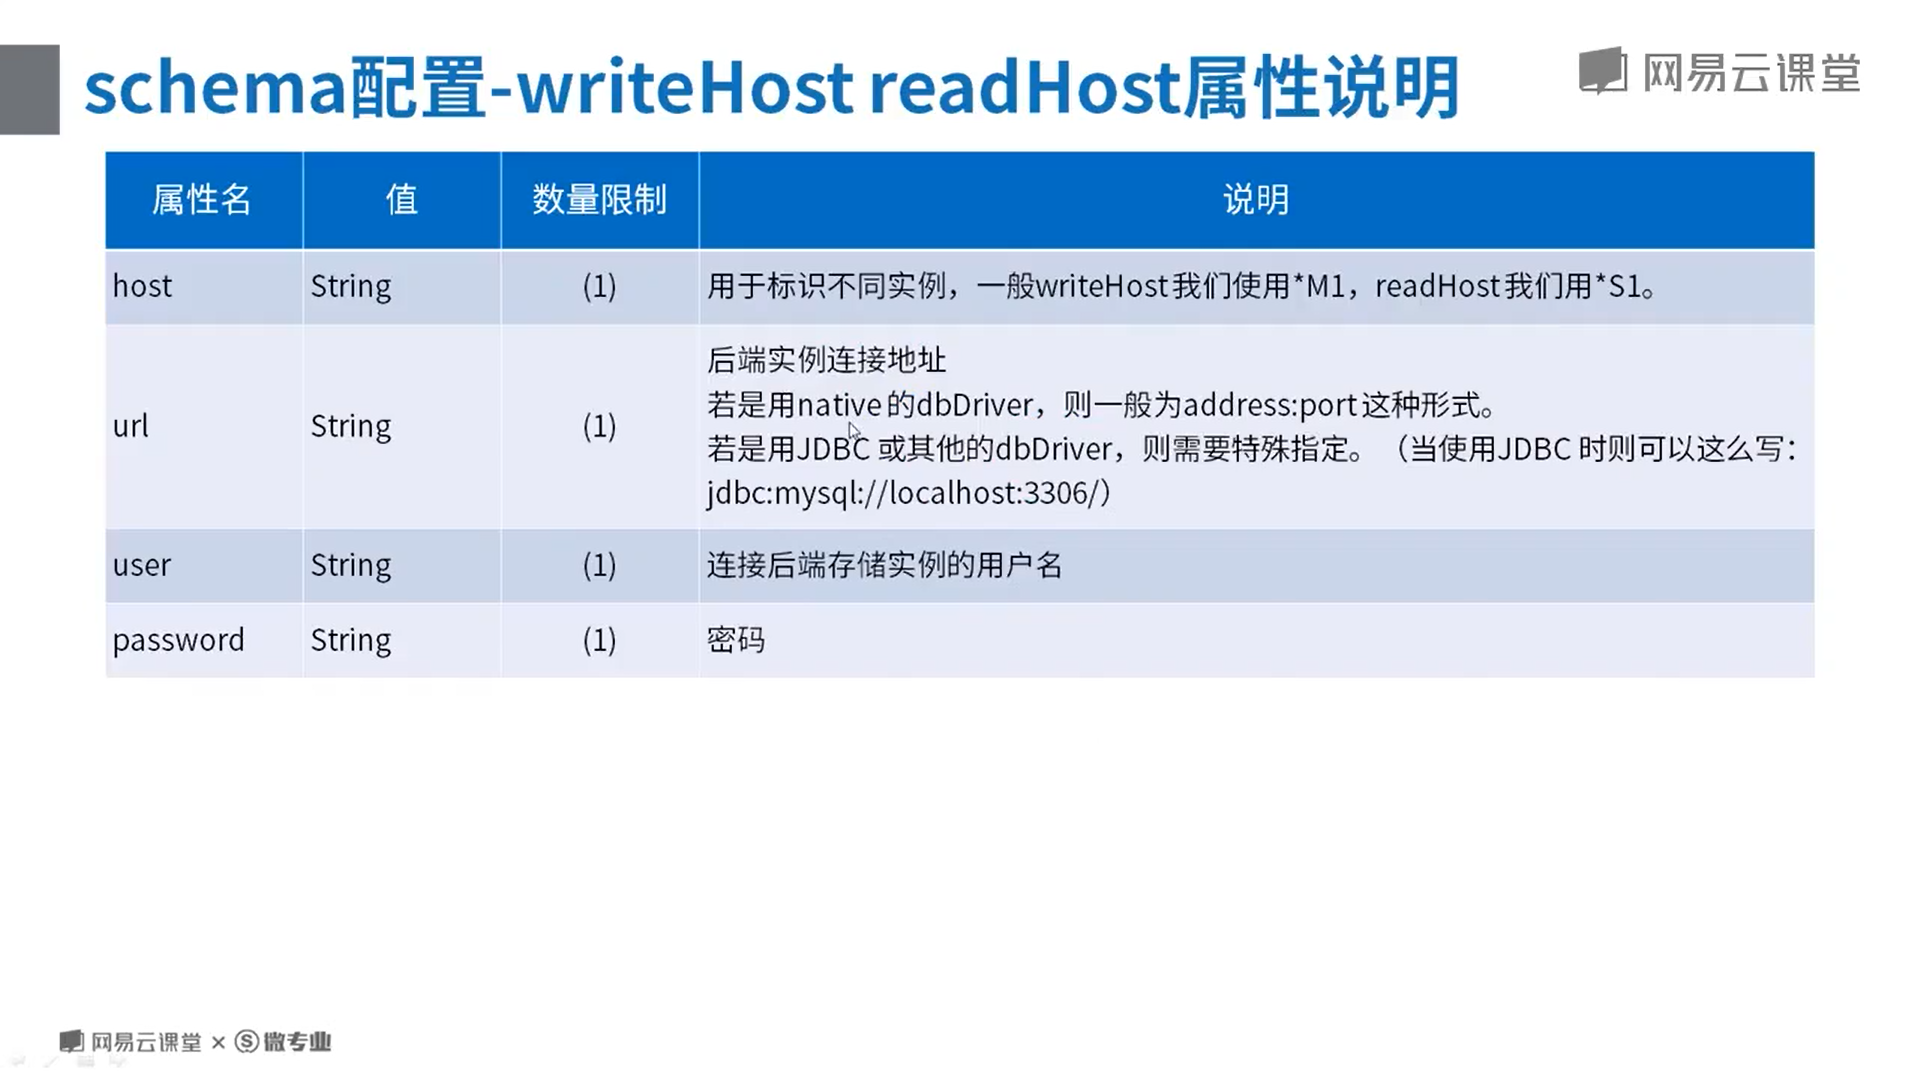 schema配置-writeHost readHost属性说明
网易云课堂
属性名 值 数量限制 说明
host String (1) 用于标识不同实例，一般writeHost我们使用*M1，readHost我们用*S1。
url String (1) 后端实例连接地址
若是用native的dbDriver，则一般为address:port这种形式。
若是用JDBC 或其他的dbDriver，则需要特殊指定。（当使用JDBC 时则可以这么写：
jdbc:mysql://localhost:3306/）
user String (1) 连接后端存储实例的用户名
password String (1) 密码
网易云课堂 × 微专业